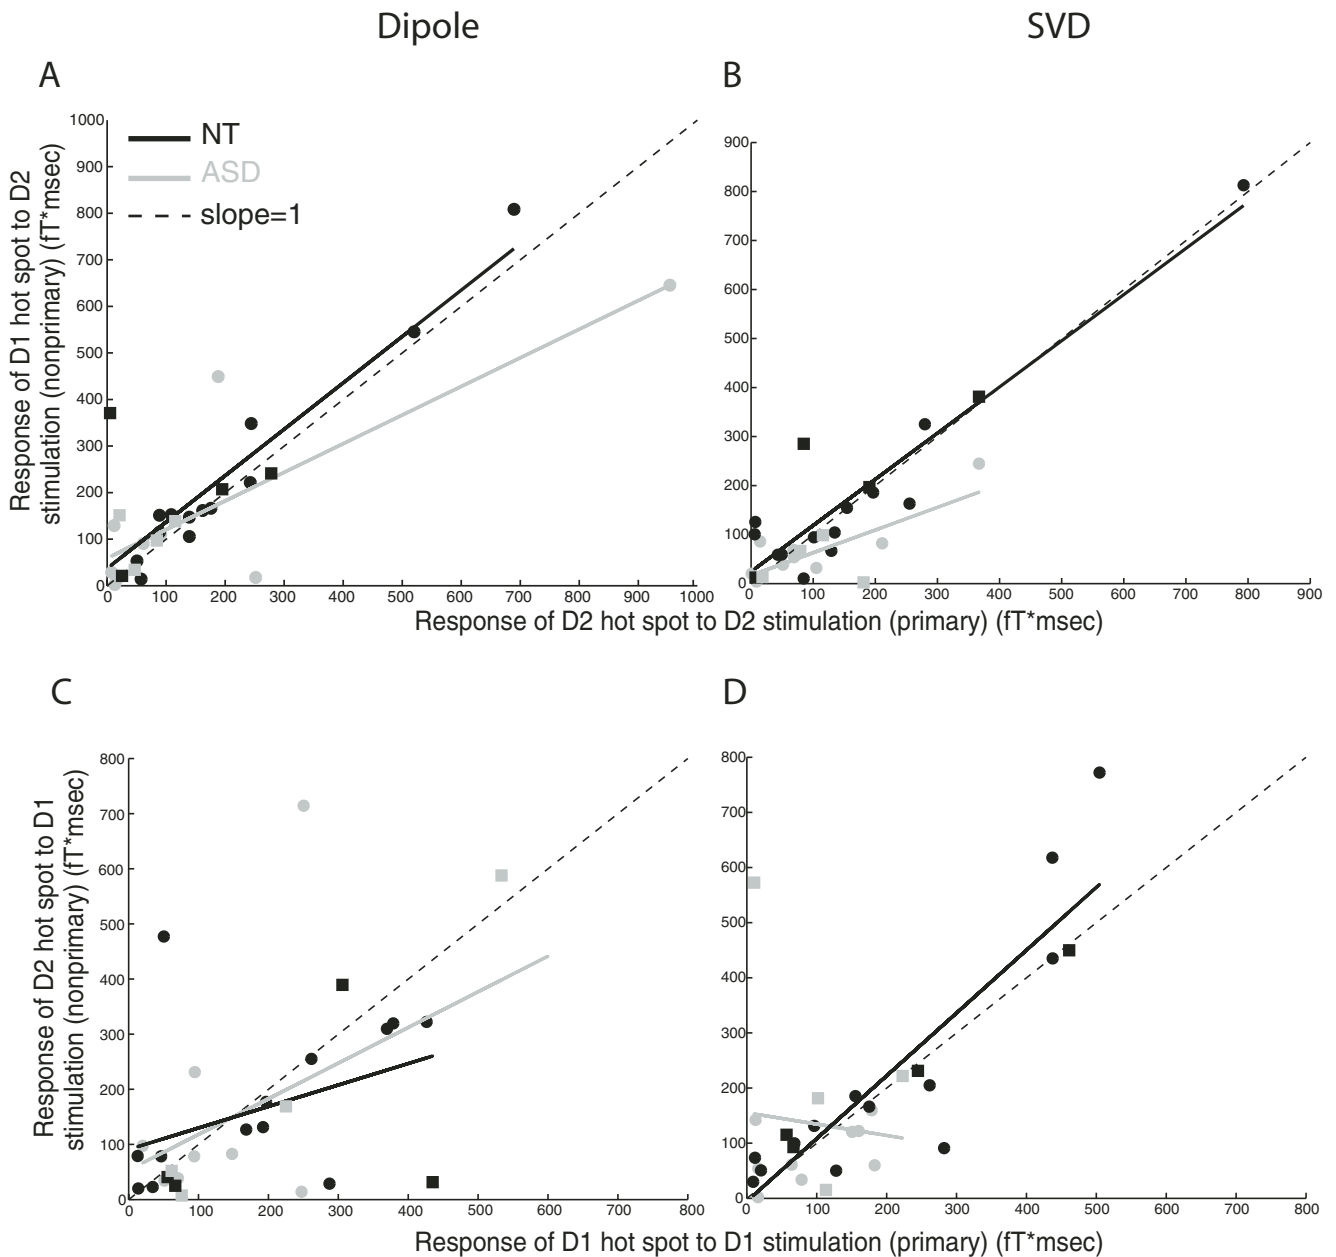 Dipole
SVD
A
1000
900
800
700
600
500
400
300
200
100
0
0 100 200 300 400 500 600 700 800 900 1000
NT
ASD
slope=1
Response of D1 hot spot to D2
stimulation (nonprimary) (fT*msec)
B
900
800
700
600
500
400
300
200
100
0
0 100 200 300 400 500 600 700 800 900
Response of D2 hot spot to D2 stimulation (primary) (fT*msec)
C
800
700
600
500
400
300
200
100
0
0 100 200 300 400 500 600 700 800
Response of D2 hot spot to D1
stimulation (nonprimary) (fT*msec)
D
800
700
600
500
400
300
200
100
0
0 100 200 300 400 500 600 700 800
Response of D1 hot spot to D1 stimulation (primary) (fT*msec)